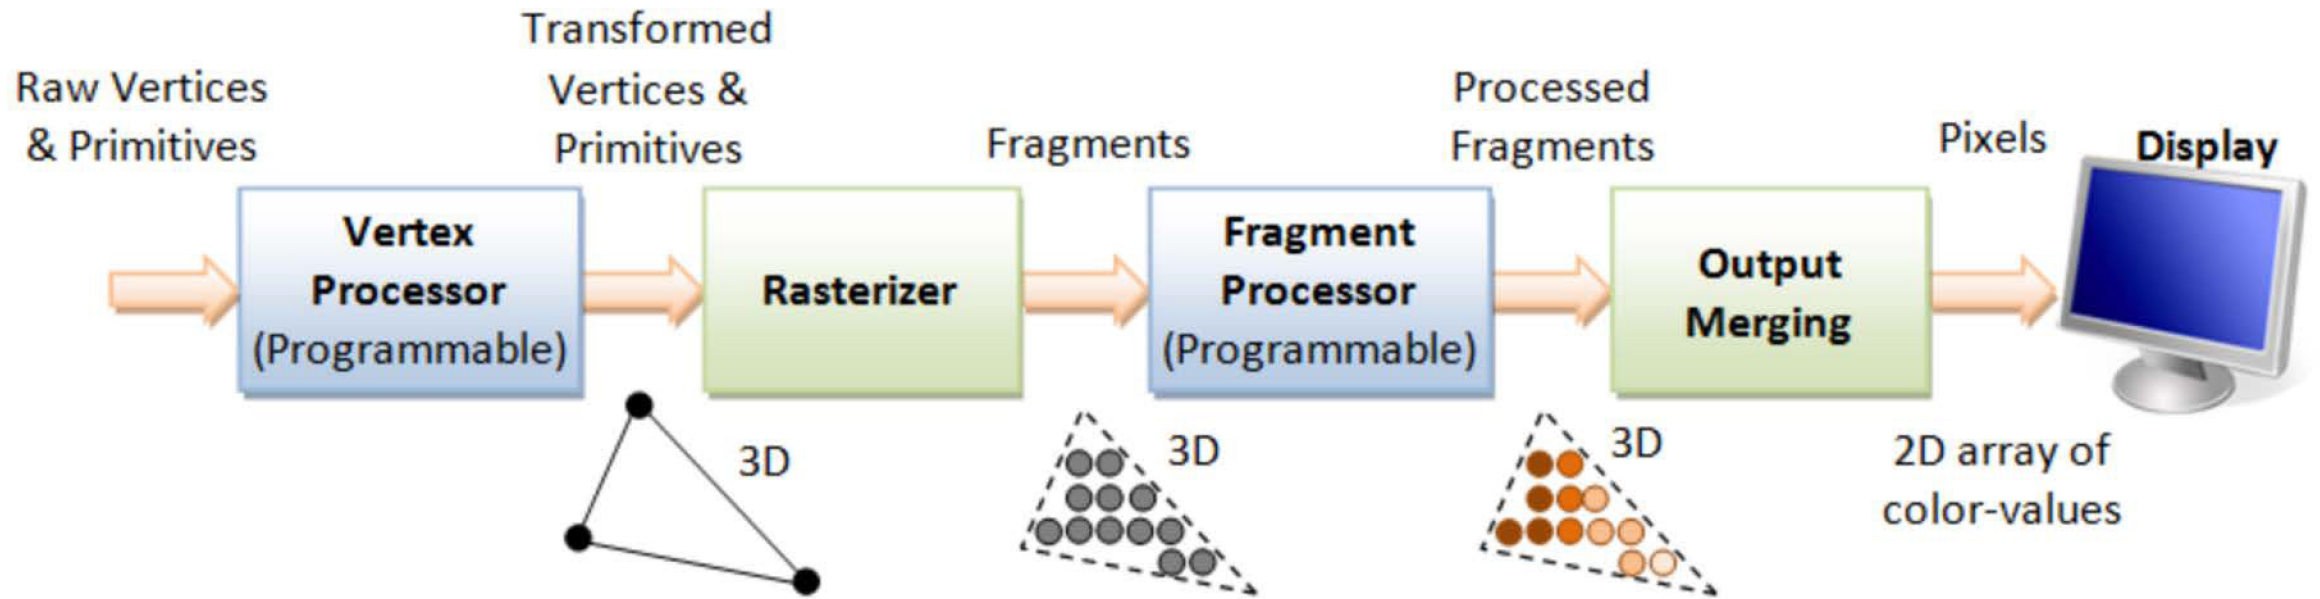 Raw Vertices
& Primitives
Transformed
Vertices &
Primitives
Fragments
Processed
Fragments
Pixels
Display
Vertex
Processor
(Programmable)
Rasterizer
Fragment
Processor
(Programmable)
Output
Merging
3D
3D
3D
2D array of
color-values